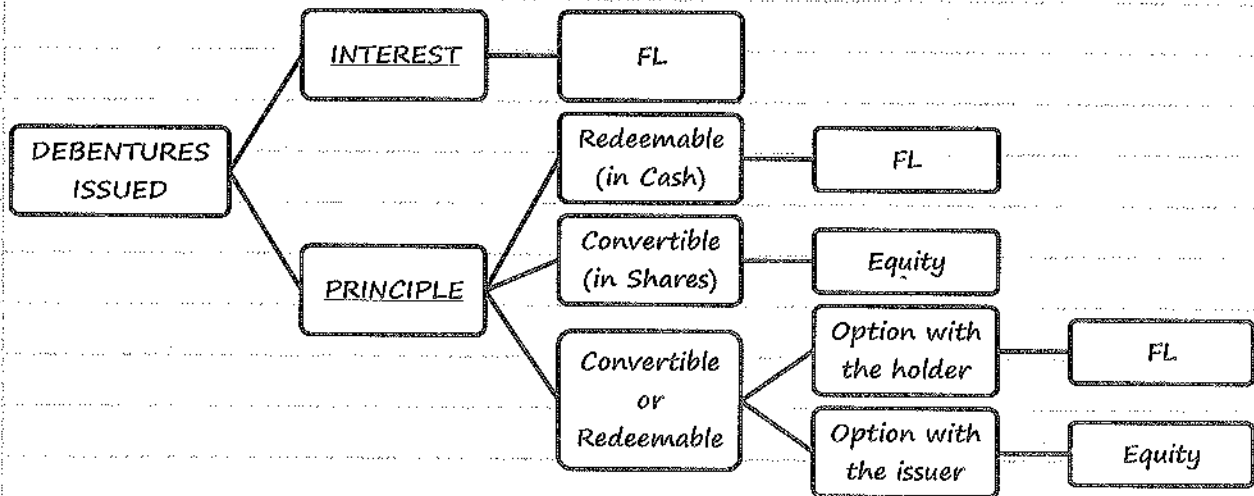 DEBENTURES
ISSUED
INTEREST
FL
PRINCIPLE
Redeemable
(in Cash)
FL
Convertible
(in Shares)
Equity
Convertible
or
Redeemable
Option with
the holder
FL
Option with
the issuer
Equity